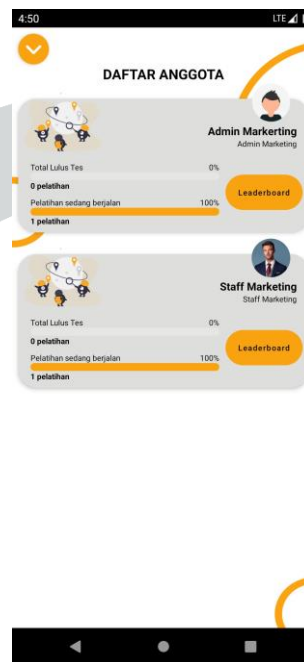 4:50 LTE
DAFTAR ANGGOTA
Admin Markerting
Admin Marketing
Total Lulus Tes 0%
0 pelatihan
Leaderboard
Pelatihan sedang berjalan 100%
1 pelatihan
Staff Marketing
Staff Marketing
Total Lulus Tes 0%
0 pelatihan
Leaderboard
Pelatihan sedang berjalan 100%
1 pelatihan